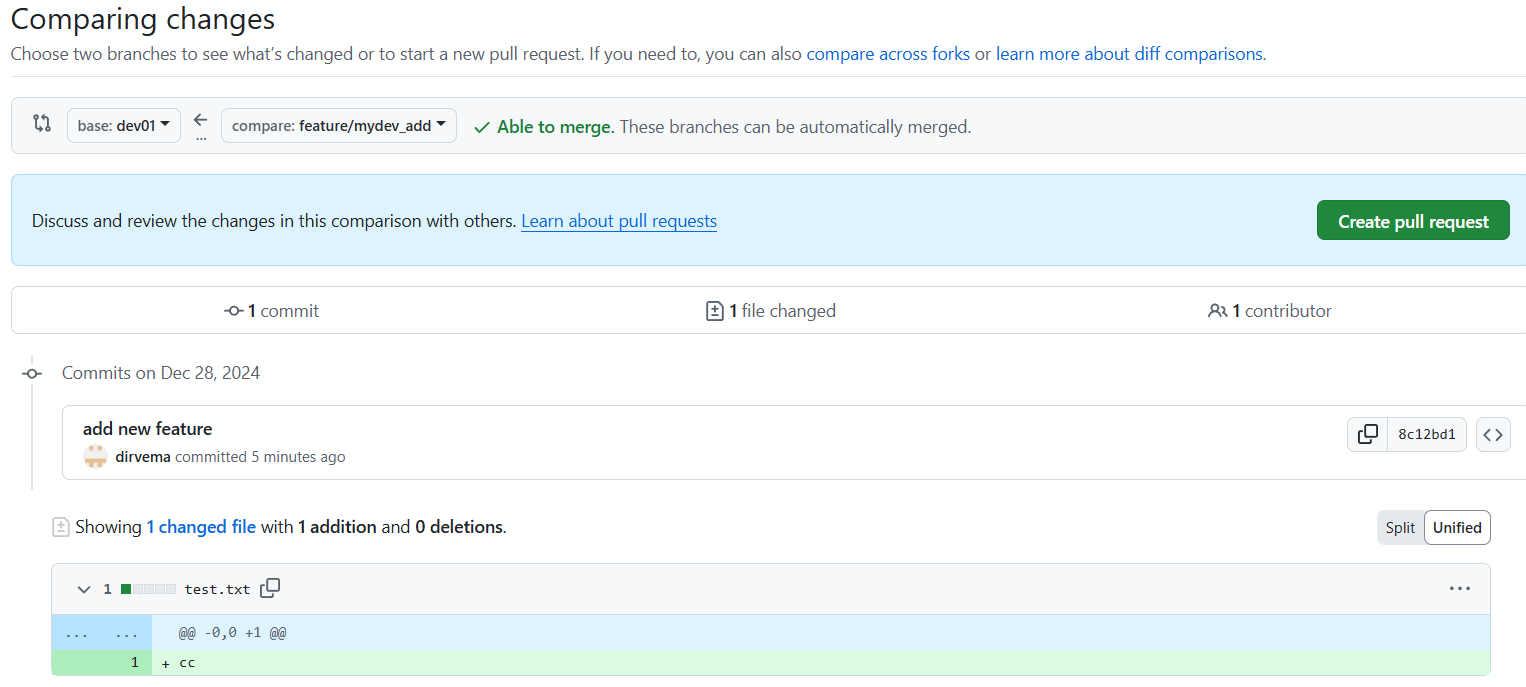 Comparing changes
Choose two branches to see what's changed or to start a new pull request. If you need to, you can also compare across forks or learn more about diff comparisons.
base: dev01 ... compare: feature/mydev_add Able to merge. These branches can be automatically merged.
Discuss and review the changes in this comparison with others. Learn about pull requests Create pull request
1 commit 1 file changed 1 contributor
Commits on Dec 28, 2024
add new feature
8c12bd1
dirvema committed 5 minutes ago
Showing 1 changed file with 1 addition and 0 deletions. Split Unified
1 test.txt ...
... ... @@ -0,0 +1 @@
1 + cc